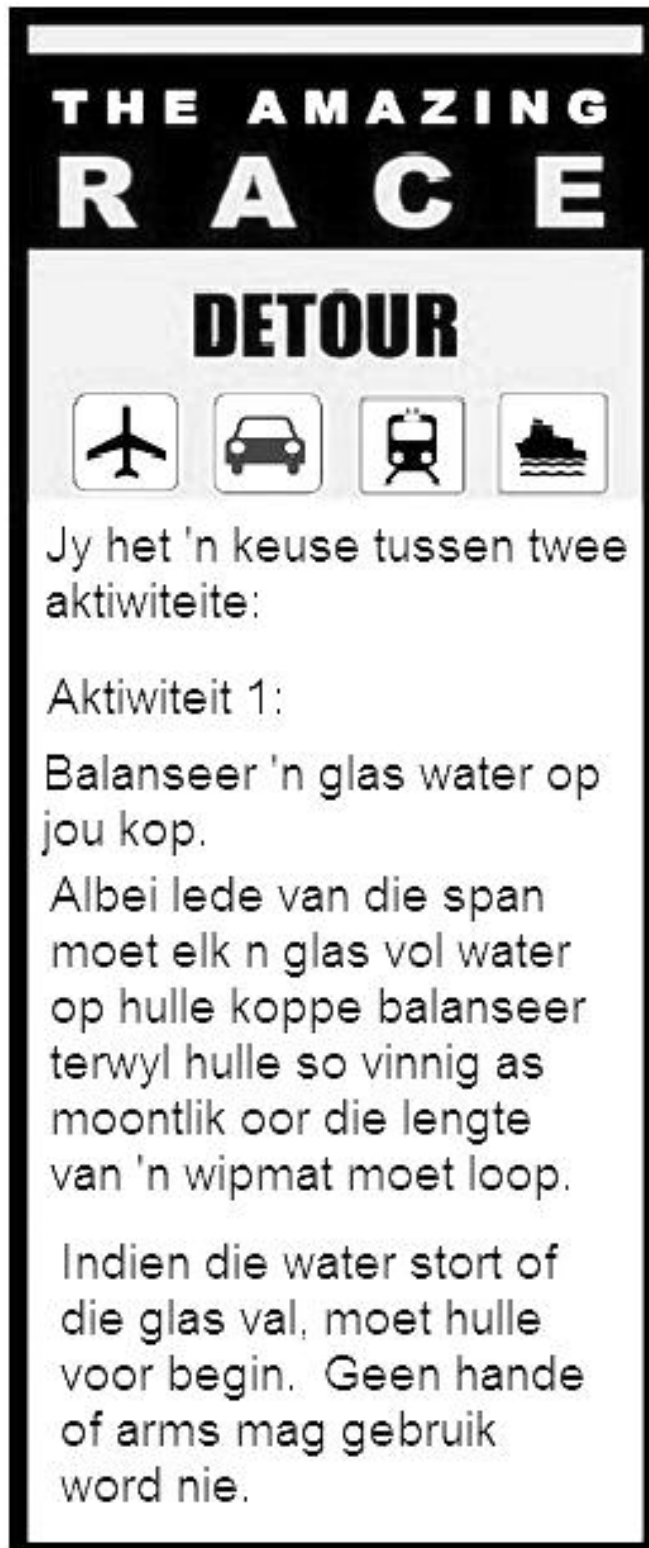 THE AMAZING
RACE
DETOUR
Jy het 'n keuse tussen twee
aktiwiteite:
Aktiwiteit 1:
Balanseer 'n glas water op
jou kop.
Albei lede van die span
moet elk n glas vol water
op hulle koppe balanseer
terwyl hulle so vinnig as
moontlik oor die lengte
van 'n wipmat moet loop.
Indien die water stort of
die glas val, moet hulle
voor begin.  Geen hande
of arms mag gebruik
word nie.